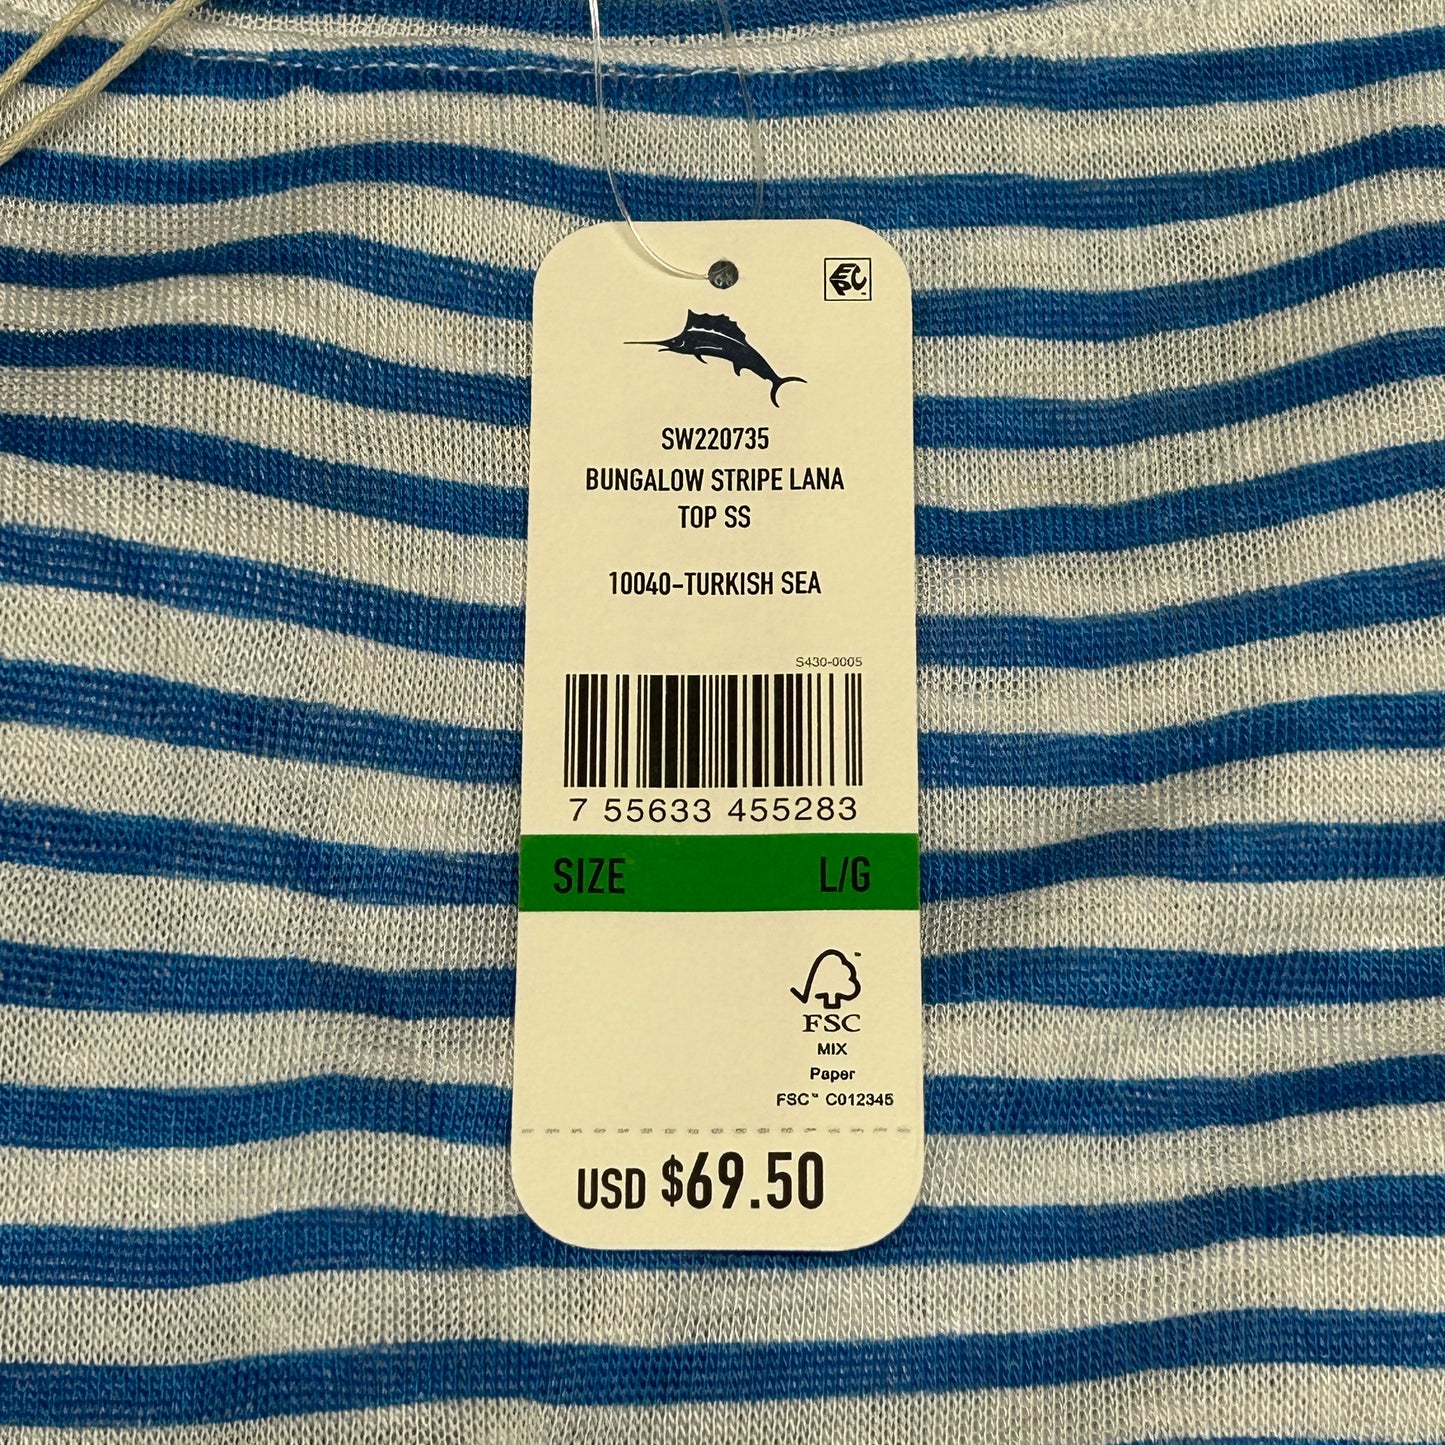 EPC
SW220735
BUNGALOW STRIPE LANA
TOP SS
10040-TURKISH SEA
S430-0005
7 55633 455283
SIZE L/G
FSC
MIX
Paper
FSC™ C012345
USD $69.50